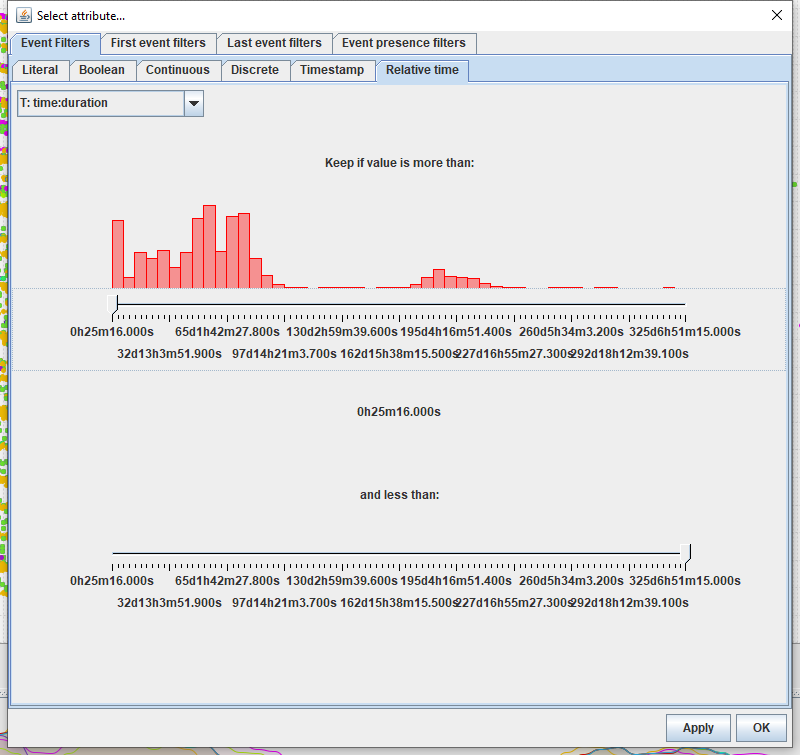 Select attribute...
Event Filters First event filters Last event filters Event presence filters
Literal Boolean Continuous Discrete Timestamp Relative time
T: time:duration
Keep if value is more than:
0h25m16.000s 65d1h42m27.800s 130d2h59m39.600s 195d4h16m51.400s 260d5h34m3.200s 325d6h51m15.000s
32d13h3m51.900s 97d14h21m3.700s 162d15h38m15.500s 227d16h55m27.300s 292d18h12m39.100s
0h25m16.000s
and less than:
0h25m16.000s 65d1h42m27.800s 130d2h59m39.600s 195d4h16m51.400s 260d5h34m3.200s 325d6h51m15.000s
32d13h3m51.900s 97d14h21m3.700s 162d15h38m15.500s 227d16h55m27.300s 292d18h12m39.100s
Apply OK